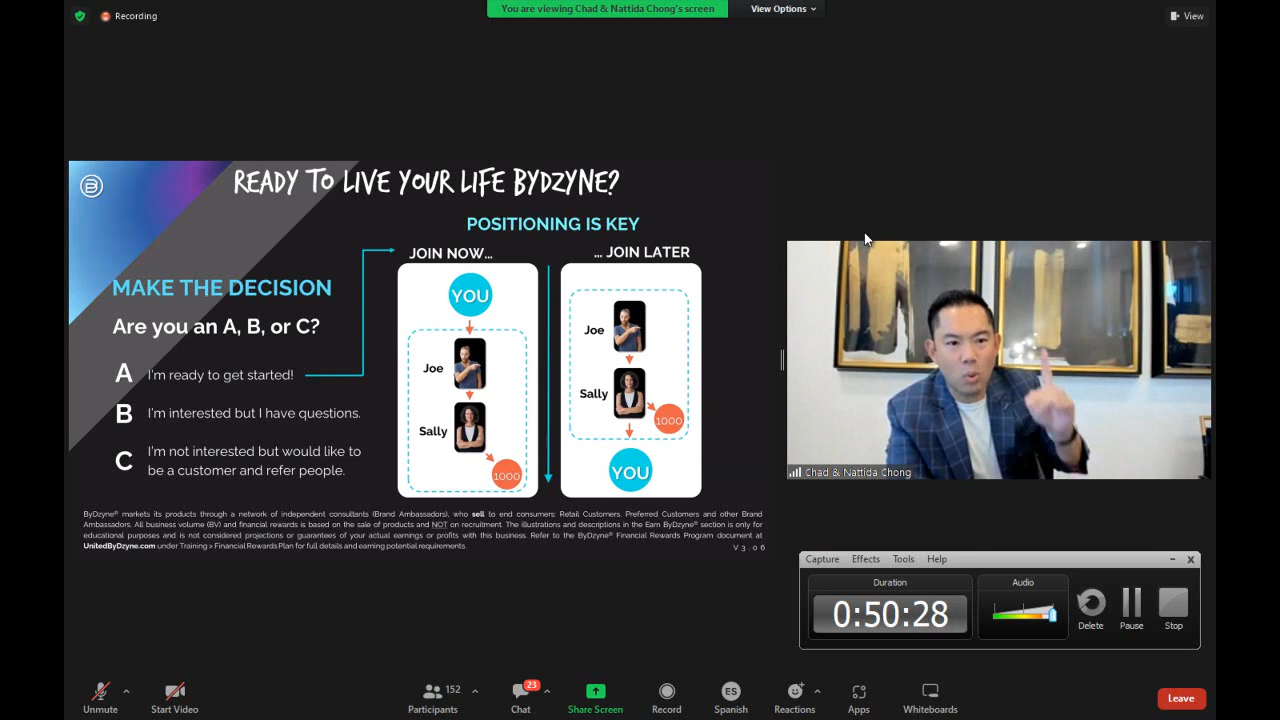 Recording
You are viewing Chad & Nattida Chong's screen
View Options
View
READY TO LIVE YOUR LIFE BYDZYNE?
POSITIONING IS KEY
JOIN NOW...
... JOIN LATER
MAKE THE DECISION
Are you an A, B, or C?
A I'm ready to get started!
B I'm interested but I have questions.
C I'm not interested but would like to
be a customer and refer people.
YOU
Joe
Sally
1000
Joe
Sally
1000
YOU
ByDzyne® markets its products through a network of independent consultants (Brand Ambassadors), who sell to end consumers: Retail Customers, Preferred Customers and other Brand
Ambassadors. All business volume (BV) and financial rewards is based on the sale of products and NOT on recruitment. The illustrations and descriptions in the Earn ByDzyne® section is only for
educational purposes and is not considered projections or guarantees of your actual earnings or profits with this business. Refer to the ByDzyne® Financial Rewards Program document at
UnitedByDzyne.com under Training > Financial Rewards Plan for full details and earning potential requirements.
V3.06
Chad & Nattida Chong
Capture Effects Tools Help
Duration
0:50:28
Audio
Delete
Pause
Stop
Unmute
Start Video
152
Participants
23
Chat
Share Screen
Record
ES
Spanish
Reactions
Apps
Whiteboards
Leave